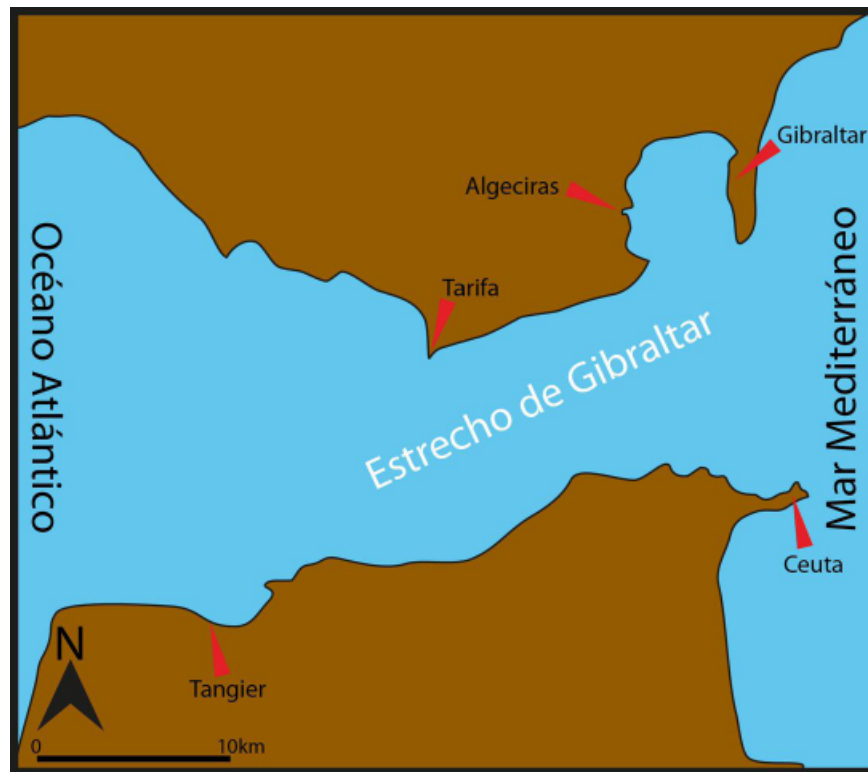 Gibraltar
Algeciras
Océano Atlántico
Tarifa
Estrecho de Gibraltar
Mar Mediterráneo
Ceuta
N
Tangier
0 10km